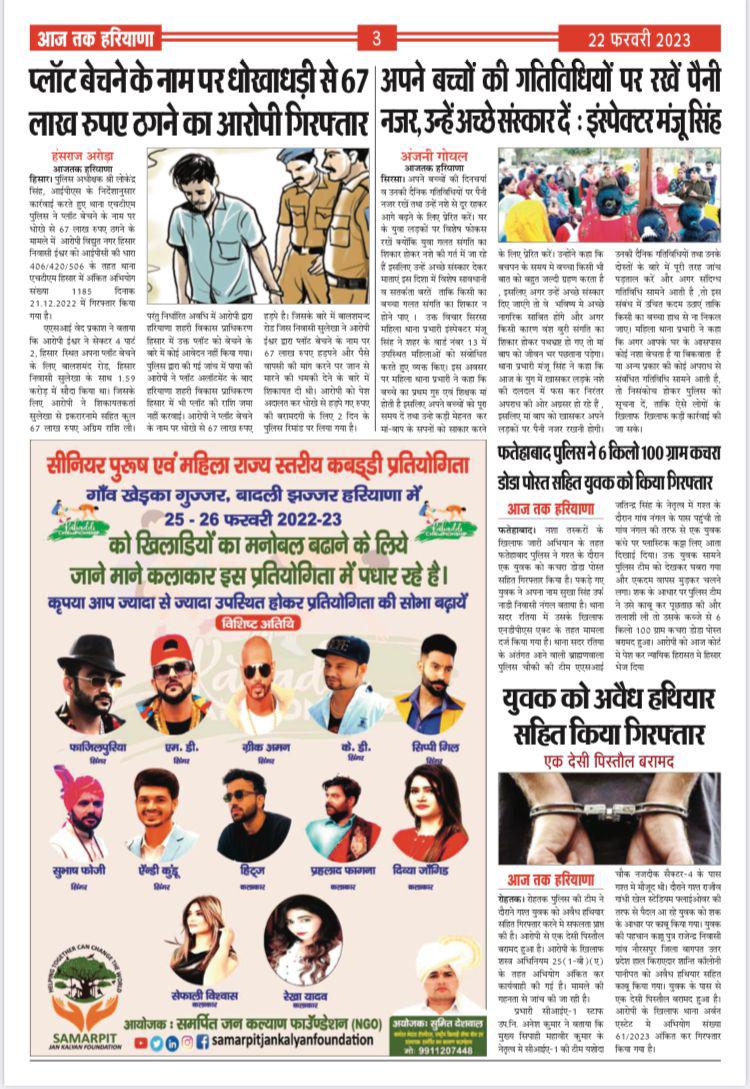 आज तक हरियाणा
3
22 फरवरी 2023
प्लॉट बेचने के नाम पर धोखाधड़ी से 67
लाख रुपए ठगने का आरोपी गिरफ्तार
हंसराज अरोड़ा
आजतक हरियाणा
हिसार। पुलिस अधीक्षक श्री लोकेंद्र
सिंह, आईपीएस के निर्देशानुसार
कार्रवाई करते हुए थाना एचटीएम
पुलिस ने प्लॉट बेचने के नाम पर
धोखे से 67 लाख रुपए ठगने के
मामले में आरोपी विद्युत नगर हिसार
निवासी ईश्वर को आईपीसी की धारा
406/420/506 के तहत थाना
एचटीएम हिसार में अंकित अभियोग
संख्या 1185 दिनाक
21.12.2022 में गिरफ्तार किया
गया है।
एएसआई वेद प्रकाश ने बताया
कि आरोपी ईश्वर ने सेक्टर 4 पार्ट
2, हिसार स्थित अपना प्लॉट बेचने
के लिए बालशमंद रोड, हिसार
निवासी सुलेखा के साथ 1.59
करोड़ में सौदा किया था। जिसके
लिए आरोपी ने शिकायतकर्ता
सुलेखा से इकरारनामे सहित कुल
67 लाख रुपए अग्रिम राशि ली।
परंतु निर्धारित अवधि में आरोपी द्वारा
हरियाणा शहरी विकास प्राधिकरण
हिसार में उक्त प्लॉट को बेचने के
बारे में कोई आवेदन नहीं किया गया।
पुलिस द्वारा की गई जांच में पाया की
आरोपी ने प्लॉट अलॉटमेंट के बाद
हरियाणा शहरी विकास प्राधिकरण
हिसार में भी प्लॉट की राशि जमा
नहीं करवाई। आरोपी ने प्लॉट बेचने
के नाम पर धोखे से 67 लाख रुपए
हड़पे है। जिसके बारे में बालशमन्द
रोड जिस निवासी सुलेखा ने आरोपी
ईश्वर द्वारा प्लॉट बेचने के नाम पर
67 लाख रुपए हड़पने और पैसे
वापसी की मांग करने पर जान से
मारने की धमकी देने के बारे में
शिकायत दी थी। आरोपी को पेश
अदालत कर धोखे से हड़पे गए रुपए
की बरामदगी के लिए 2 दिन के
पुलिस रिमांड पर लिया गया है।
अपने बच्चों की गतिविधियों पर रखें पैनी
नजर, उन्हें अच्छे संस्कार दें : इंस्पेक्टर मंजू सिंह
अंजनी गोयल
आजतक हरियाणा
सिरसा। अपने बच्चों की दिनचर्या
व उनकी दैनिक गतिविधियों पर पैनी
नजर रखें तथा उन्हें नशे से दूर रहकर
आगे बढ़ाने के लिए प्रेरित करें। घर
के युवा लड़कों पर विशेष फोकस
रखें क्योंकि युवा गलत संगति का
शिकार होकर नशे की गर्त में जा रहे
हैं इसलिए उन्हें अच्छे संस्कार देकर
माताएं इस दिशा में विशेष सावधानी
व सतर्कता बरतें ताकि किसी का
बच्चा गलत संगति का शिकार न
होने पाए । उक्त विचार सिरसा
महिला थाना प्रभारी इंस्पेक्टर मंजू
सिंह ने शहर के वार्ड नंबर 13 में
उपस्थित महिलाओं को संबोधित
करते हुए व्यक्त किए। इस अवसर
पर महिला थाना प्रभारी ने कहा कि
बच्चे का प्रथम गुरु एवं शिक्षक मां
होती है इसलिए अपने बच्चों को पूरा
समय दें तथा उन्हें कड़ी मेहनत कर
मां-बाप के सपनों को साकार करने
के लिए प्रेरित करें। उन्होंने कहा कि
बचपन के समय में बच्चा किसी भी
बात को बहुत जल्दी ग्रहण करता है
, इसलिए अगर उन्हें अच्छे संस्कार
दिए जाएंगे तो वे भविष्य में अच्छे
नागरिक साबित होंगे और अगर
किसी कारण वंश बुरी संगति का
शिकार होकर पथभ्रष्ट हो गए तो मां
बाप को जीवन भर पछताना पड़ेगा।
थाना प्रभारी मंजू सिंह ने कहा कि
आज के युग में खासकर लड़के नशे
की दलदल में फंस कर निरंतर
अपराध की ओर अग्रसर हो रहे हैं ,
इसलिए मां बाप को खासकर अपने
लड़कों पर पैनी नजर रखनी होगी।
उनकी दैनिक गतिविधियों तथा उनके
दोस्तों के बारे में पूरी तरह जांच
पड़ताल करें और अगर संदिग्ध
गतिविधि सामने आती है ,तो इस
संबंध में उचित कदम उठाएं ताकि
किसी का बच्चा हाथ से ना निकल
जाए। महिला थाना प्रभारी ने कहा
कि अगर आपके घर के आसपास
कोई नशा बेचता है या बिकवाता है
या अन्य प्रकार की कोई अपराध से
संबंधित गतिविधि सामने आती है,
तो निसंकोच होकर पुलिस को
सूचना दें, ताकि ऐसे लोगों के
खिलाफ खिलाफ कड़ी कार्रवाई की
जा सके।
सीनियर पुरूष एवं महिला राज्य स्तरीय कबड्डी प्रतियोगिता
गाँव खेड़का गुज्जर, बादली झज्जर हरियाणा में
25 - 26 फरवरी 2022-23
को खिलाडियों का मनोबल बढाने के लिये
जाने माने कलाकार इस प्रतियोगिता में पधार रहे है।
कृपया आप ज्यादा से ज्यादा उपस्थित होकर प्रतियोगिता की सोभा बढ़ायें
Kabaddi
CHAMPIONSHIP
Kabaddi
CHAMPIONSHIP
विशिष्ट अतिथि
फाजिलपुरिया
सिंगर
एम. डी.
सिंगर
ग्रीक अमन
सिंगर
के. डी.
सिंगर
सिप्पी गिल
सिंगर
सुभाष फोजी
सिंगर
ऐन्डी कुंडू
सिंगर
हिट्ज
कलाकार
प्रहलाद फागना
कलाकार
दिव्या जाँगिड
कलाकार
सेफाली विश्वास
कलाकार
रेखा यादव
कलाकार
HELPING TOGETHER CAN CHANGE THE WORLD
SAMARPIT
JAN KALYAN FOUNDATION
आयोजक : समर्पित जन कल्याण फाउँण्डेशन (NGO)
samarpitjankalyanfoundation
अयोजक: सुमित देशवाल
मो: 9911207448
फतेहाबाद पुलिस ने 6 किलो 100 ग्राम कचरा
डोडा पोस्त सहित युवक को किया गिरफ्तार
आज तक हरियाणा
फतेहाबाद। नशा तस्करों के
खिलाफ जारी अभियान के तहत
फतेहाबाद पुलिस ने गश्त के दौरान
एक युवक को कचरा डोडा पोस्त
सहित गिरफ्तार किया है। पकड़े गए
युवक ने अपना नाम सुखा सिंह उर्फ
नाडी निवासी नंगल बताया है। थाना
सदर रतिया में उसके खिलाफ
एनडीपीएस एक्ट के तहत मामला
दर्ज किया गया है। थाना सदर रतिया
के अंतर्गत आने वाली ब्राह्मणवाला
पुलिस चौकी की टीम एएसआई
जतिन्द्र सिंह के नेतृत्व में गश्त के
दौरान गांव नंगल के पास पहुंची तो
गांव नंगल की तरफ से एक युवक
कंधे पर प्लास्टिक कट्टा लिए आता
दिखाई दिया। उक्त युवक सामने
पुलिस टीम को देखकर घबरा गया
और एकदम वापस मुड़कर चलने
लगा। शक के आधार पर पुलिस टीम
ने उसे काबू कर पूछताछ की और
तलाशी ली तो उसके कब्जे से 6
किलो 100 ग्राम कचरा डोडा पोस्त
बरामद हुआ। आरोपी को आज कोर्ट
मे पेश कर न्यायिक हिरासत मे हिसार
भेज दिया
युवक को अवैध हथियार
सहित किया गिरफ्तार
एक देसी पिस्तौल बरामद
आज तक हरियाणा
रोहतक। रोहतक पुलिस की टीम ने
दौराने गश्त युवक को अवैध हथियार
सहित गिरफ्तार करने मे सफलता प्राप्त
की है। आरोपी से एक देसी पिस्तौल
बरामद हुआ है। आरोपी के खिलाफ
शस्त्र अधिनियम 25(1-बी)(ए)
के तहत अभियोग अंकित कर
कार्यवाही की गई है। मामले की
गहनता से जांच की जा रही है।
प्रभारी सीआईए-1 स्टाफ
उप.नि. अनेश कुमार ने बताया कि
मुख्य सिपाही महावीर कुमार के
नेतृत्व मे सीआईए-1 की टीम यशोदा
चौक नजदीक सैक्टर-4 के पास
गश्त मे मौजूद थी। दौराने गश्त राजीव
गांधी खेल स्टेडियम फ्लाईओवर की
तरफ से पैदल आ रहे युवक को शक
के आधार पर काबू किया गया। युवक
की पहचान काक्षु पुत्र राजेन्द्र निवासी
गांव नौरसपुर जिला बागपत उत्तर
प्रदेश हाल किराएदार शान्ति कॉलोनी
पानीपत को अवैध हथियार सहित
काबू किया गया। युवक के पास से
एक देसी पिस्तौल बरामद हुआ है।
आरोपी के खिलाफ थाना अर्बन
एस्टेट मे अभियोग संख्या
61/2023 अंकित कर गिरफ्तार
किया गया है।